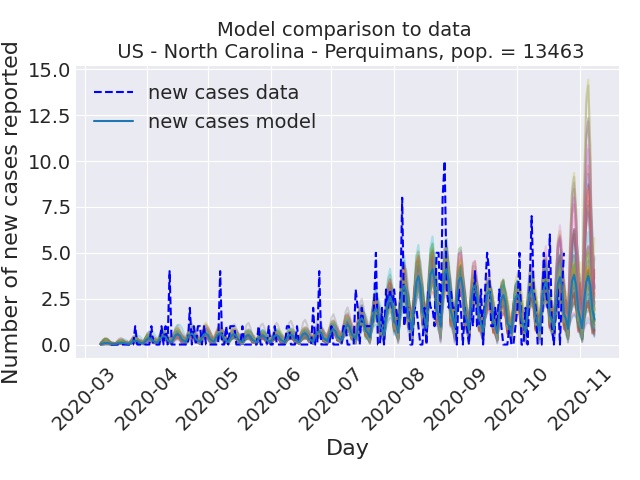 Model comparison to data
US - North Carolina - Perquimans, pop. = 13463
Number of new cases reported
15.0
12.5
10.0
7.5
5.0
2.5
0.0
new cases data
new cases model
2020-03
2020-04
2020-05
2020-06
2020-07
2020-08
2020-09
2020-10
2020-11
Day